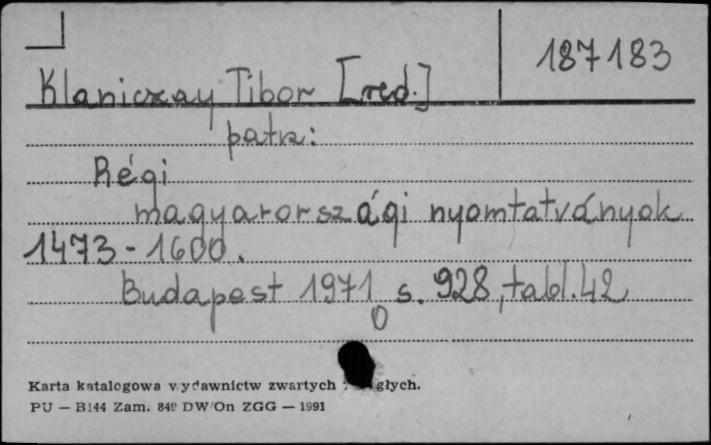 187183
Klaniczay Tibor [red.]
patrz:
Régi
magyarországi nyomtatványok
1473-1600.
Budapest 1971 s. 928, tabl. 42
Karta katalogowa wydawnictw zwartych głych.
PU — B144 Zam. 849 DW/On ZGG — 1991